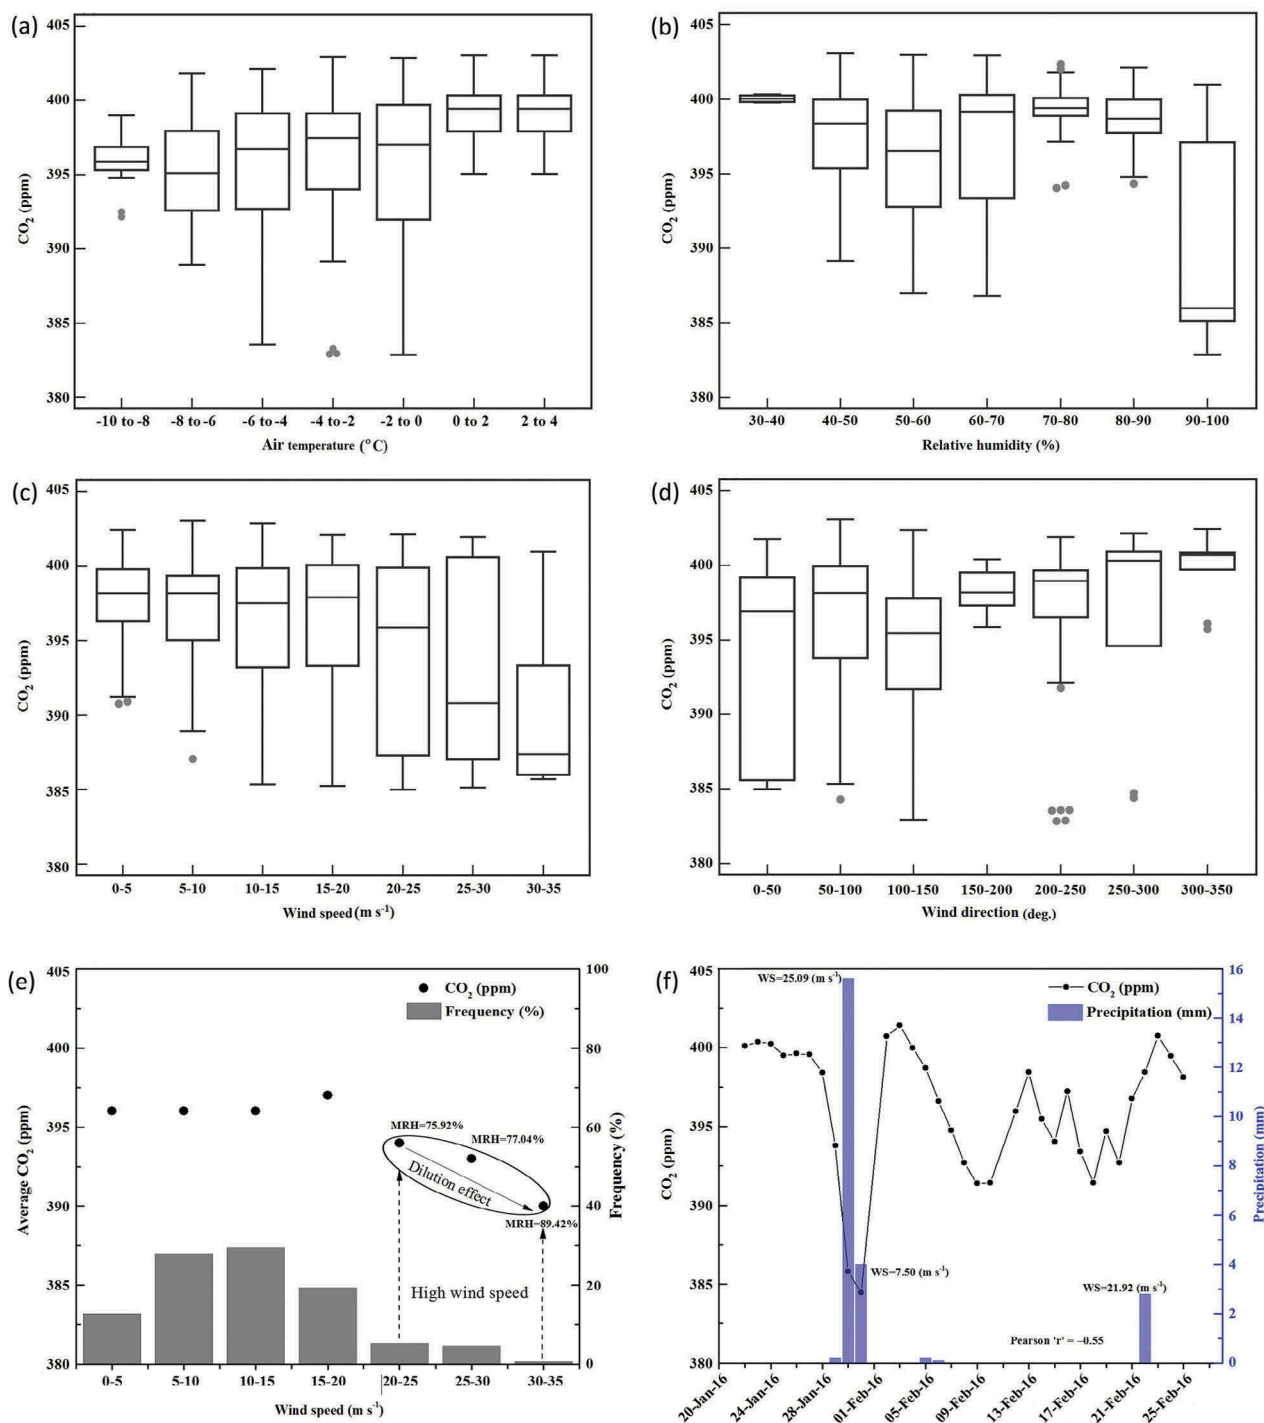 (a)
405
400
395
390
385
380
CO2 (ppm)
-10 to -8 -8 to -6 -6 to -4 -4 to -2 -2 to 0 0 to 2 2 to 4
Air temperature (°C)
(b)
405
400
395
390
385
380
CO2 (ppm)
30-40 40-50 50-60 60-70 70-80 80-90 90-100
Relative humidity (%)
(c)
405
400
395
390
385
380
CO2 (ppm)
0-5 5-10 10-15 15-20 20-25 25-30 30-35
Wind speed (m s-1)
(d)
405
400
395
390
385
380
CO2 (ppm)
0-50 50-100 100-150 150-200 200-250 250-300 300-350
Wind direction (deg.)
(e)
405
400
395
390
385
380
Average CO2 (ppm)
CO2 (ppm)
Frequency (%)
MRH=75.92%
MRH=77.04%
Dilution effect
MRH=89.42%
High wind speed
100
80
60
40
20
0
Frequency (%)
0-5 5-10 10-15 15-20 20-25 25-30 30-35
Wind speed (m s-1)
(f)
405
400
395
390
385
380
CO2 (ppm)
WS=25.09 (m s-1)
CO2 (ppm)
Precipitation (mm)
WS=7.50 (m s-1)
WS=21.92 (m s-1)
Pearson 'r' = –0.55
16
14
12
10
8
6
4
2
0
Precipitation (mm)
20-Jan-16 24-Jan-16 28-Jan-16 01-Feb-16 05-Feb-16 09-Feb-16 13-Feb-16 17-Feb-16 21-Feb-16 25-Feb-16